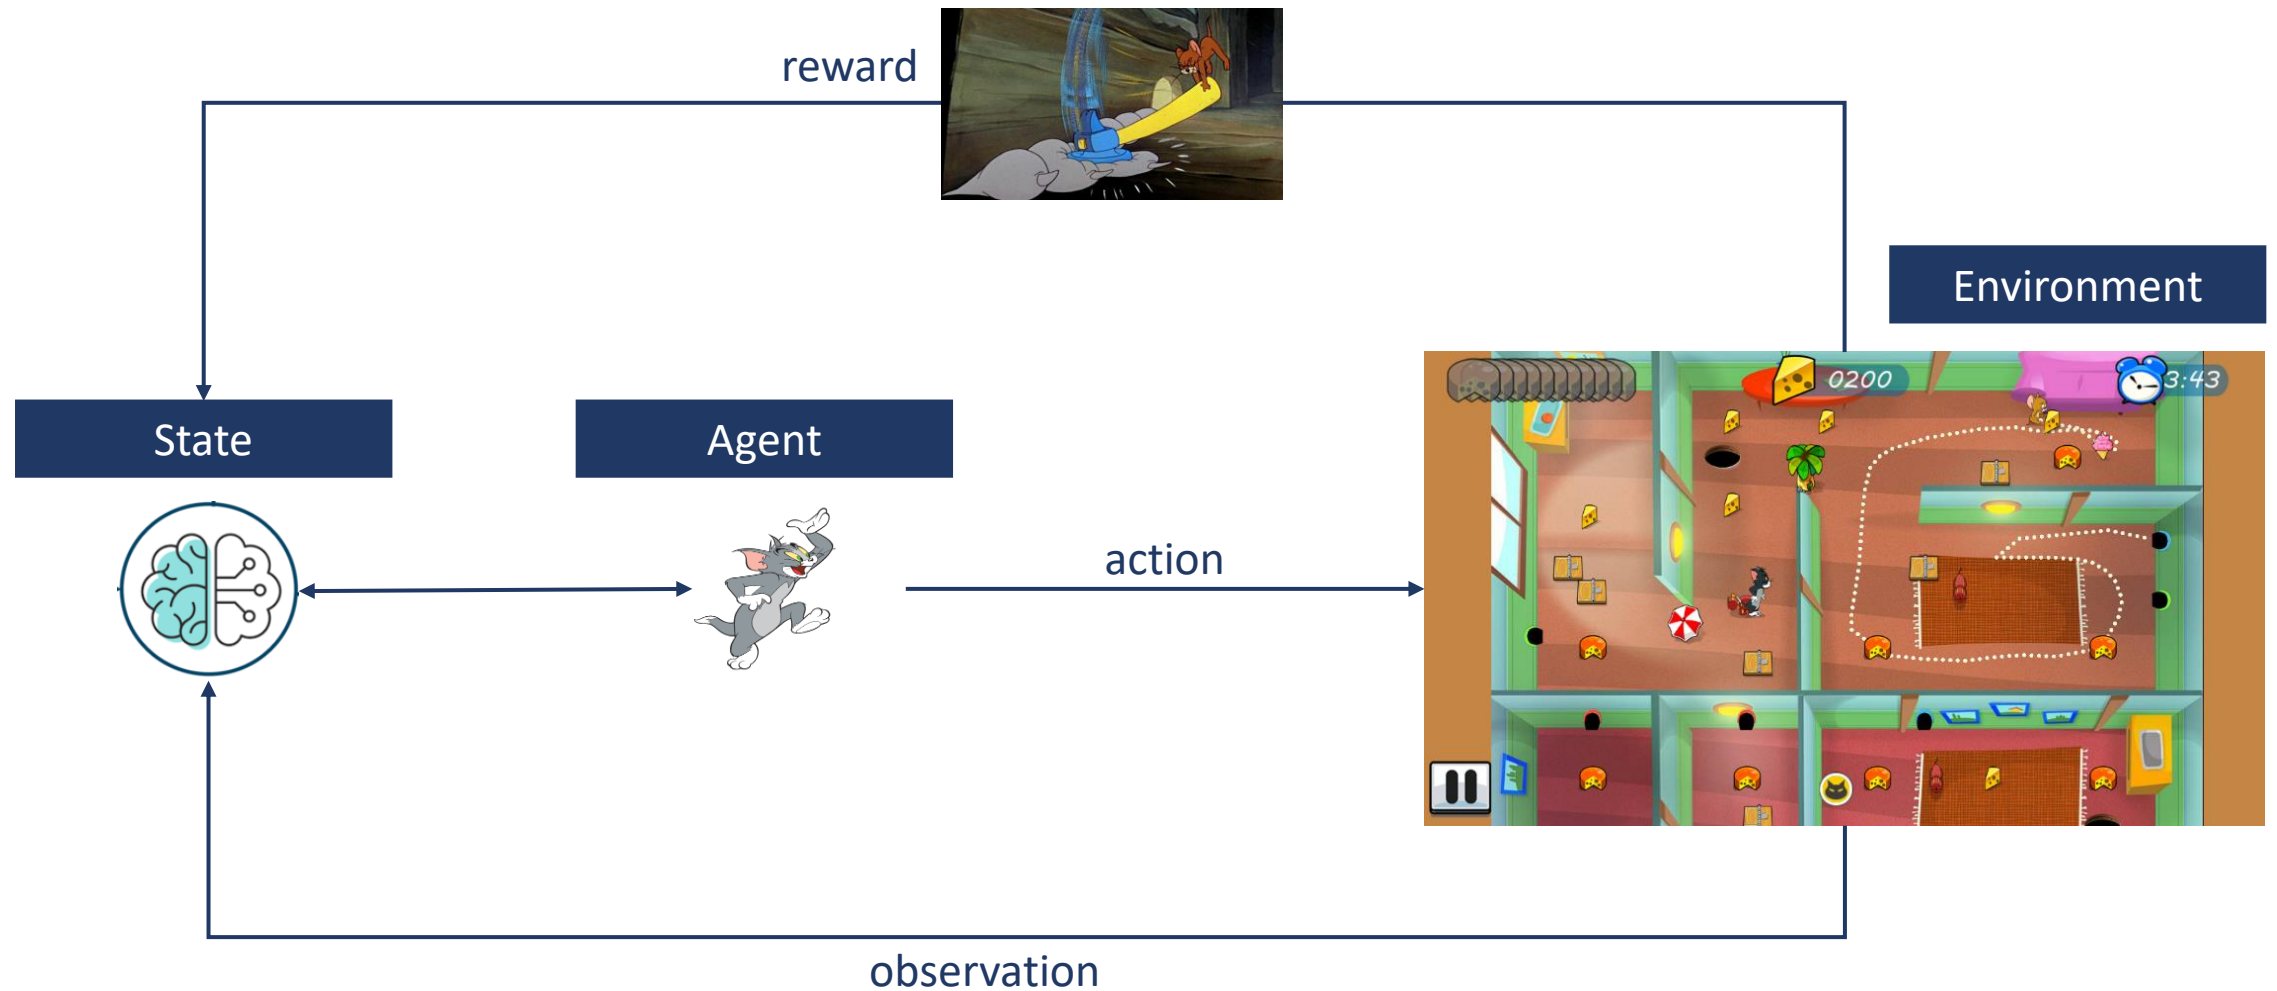 reward
Environment
0200
3:43
State
Agent
action
observation